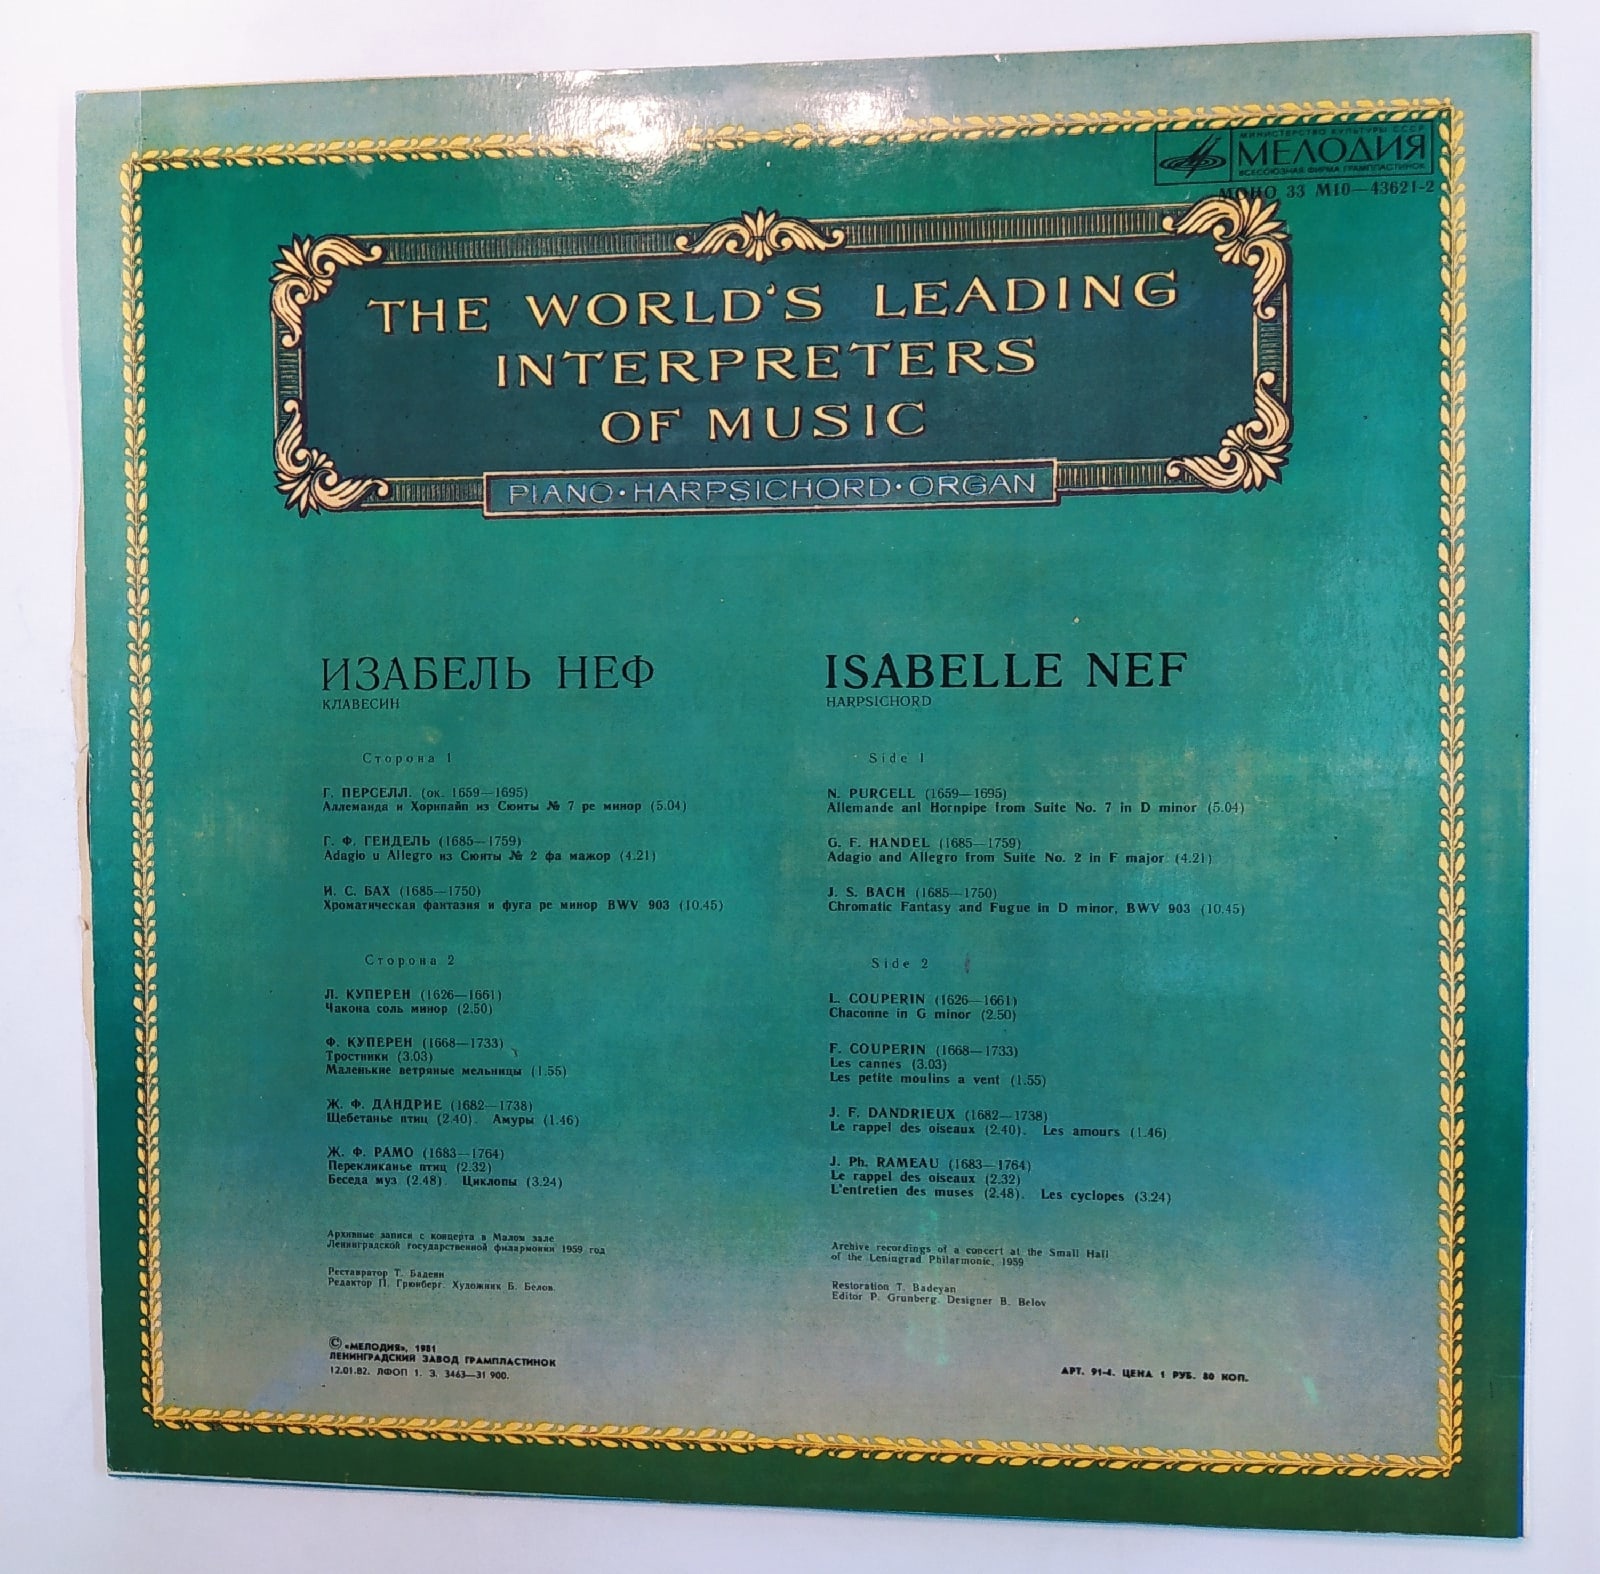 МИНИСТЕРСТВО КУЛЬТУРЫ СССР
МЕЛОДИЯ
ВСЕСОЮЗНАЯ ФИРМА ГРАМПЛАСТИНОК
МОНО 33 М10—43621-2
THE WORLD'S LEADING
INTERPRETERS
OF MUSIC
PIANO·HARPSICHORD·ORGAN
ИЗАБЕЛЬ НЕФ
КЛАВЕСИН
Сторона 1
Г. ПЕРСЕЛЛ. (ок. 1659—1695)
Аллеманда и Хорнпайп из Сюиты № 7 ре минор (5.04)
Г. Ф. ГЕНДЕЛЬ (1685—1759)
Adagio и Allegro из Сюиты № 2 фа мажор (4.21)
И. С. БАХ (1685—1750)
Хроматическая фантазия и фуга ре минор BWV 903 (10.45)
Сторона 2
Л. КУПЕРЕН (1626—1661)
Чакона соль минор (2.50)
Ф. КУПЕРЕН (1668—1733)
Тростники (3.03)
Маленькие ветряные мельницы (1.55)
Ж. Ф. ДАНДРИЕ (1682—1738)
Щебетанье птиц (2.40). Амуры (1.46)
Ж. Ф. РАМО (1683—1764)
Перекликанье птиц (2.32)
Беседа муз (2.48). Циклопы (3.24)
Архивные записи с концерта в Малом зале
Ленинградской государственной филармонии 1959 год
Реставратор Т. Бадеян
Редактор П. Грюнберг. Художник Б. Белов.
© «МЕЛОДИЯ», 1981
ЛЕНИНГРАДСКИЙ ЗАВОД ГРАМПЛАСТИНОК
12.01.82. ЛФОП 1. З. 3463—31 900.
ISABELLE NEF
HARPSICHORD
Side 1
N. PURCELL (1659—1695)
Allemande anl Hornpipe from Suite No. 7 in D minor (5.04)
G. F. HANDEL (1685—1759)
Adagio and Allegro from Suite No. 2 in F major (4.21)
J. S. BACH (1685—1750)
Chromatic Fantasy and Fugue in D minor, BWV 903 (10.45)
Side 2
L. COUPERIN (1626—1661)
Chaconne in G minor (2.50)
F. COUPERIN (1668—1733)
Les cannes (3.03)
Les petite moulins a vent (1.55)
J. F. DANDRIEUX (1682—1738)
Le rappel des oiseaux (2.40). Les amours (1.46)
J. Ph. RAMEAU (1683—1764)
Le rappel des oiseaux (2.32)
L'entretien des muses (2.48). Les cyclopes (3.24)
Archive recordings of a concert at the Small Hall
of the Leningrad Philarmonic, 1959
Restoration T. Badeyan
Editor P. Grunberg. Designer B. Belov
АРТ. 91-4. ЦЕНА 1 РУБ. 80 КОП.